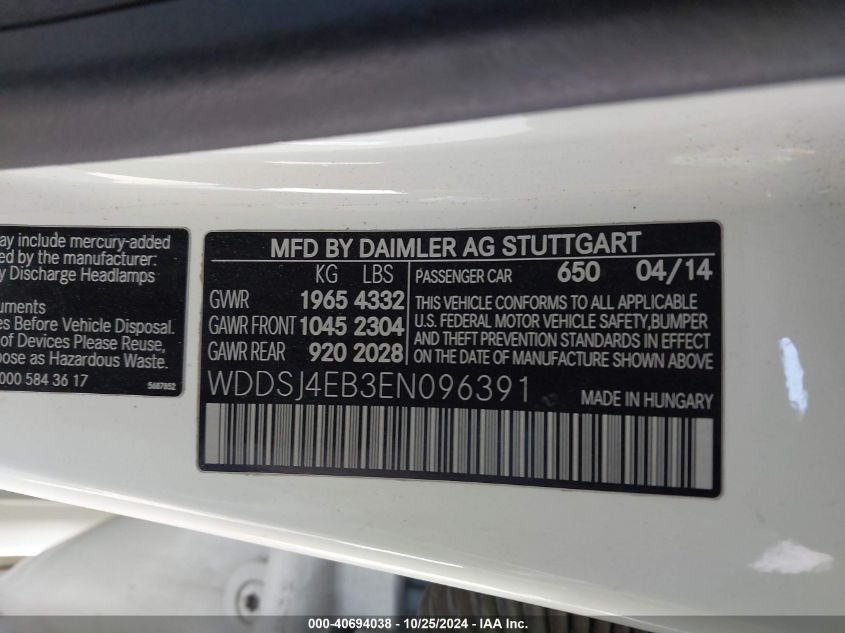 ay include mercury-added
ed by the manufacturer:
y Discharge Headlamps
uments
es Before Vehicle Disposal.
of Devices Please Reuse,
pose as Hazardous Waste.
000 584 36 17
5687852
MFD BY DAIMLER AG STUTTGART
KG LBS
GVWR 1965 4332
GAWR FRONT 1045 2304
GAWR REAR 920 2028
PASSENGER CAR 650 04/14
THIS VEHICLE CONFORMS TO ALL APPLICABLE
U.S. FEDERAL MOTOR VEHICLE SAFETY,BUMPER
AND THEFT PREVENTION STANDARDS IN EFFECT
ON THE DATE OF MANUFACTURE SHOWN ABOVE
WDDSJ4EB3EN096391
MADE IN HUNGARY
000-40694038 - 10/25/2024 - IAA Inc.